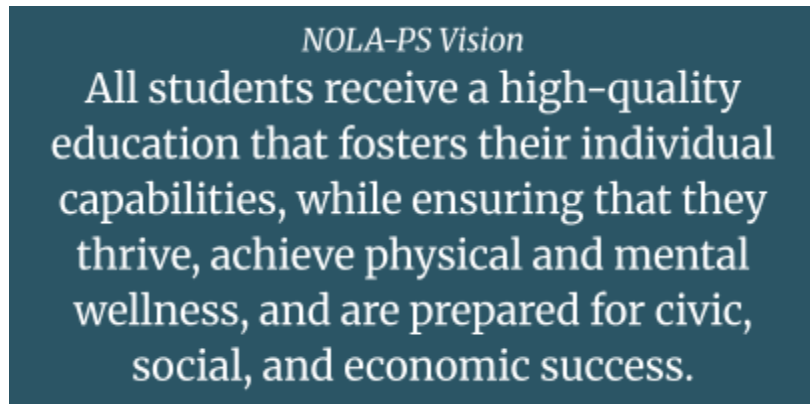 NOLA-PS Vision
All students receive a high-quality
education that fosters their individual
capabilities, while ensuring that they
thrive, achieve physical and mental
wellness, and are prepared for civic,
social, and economic success.